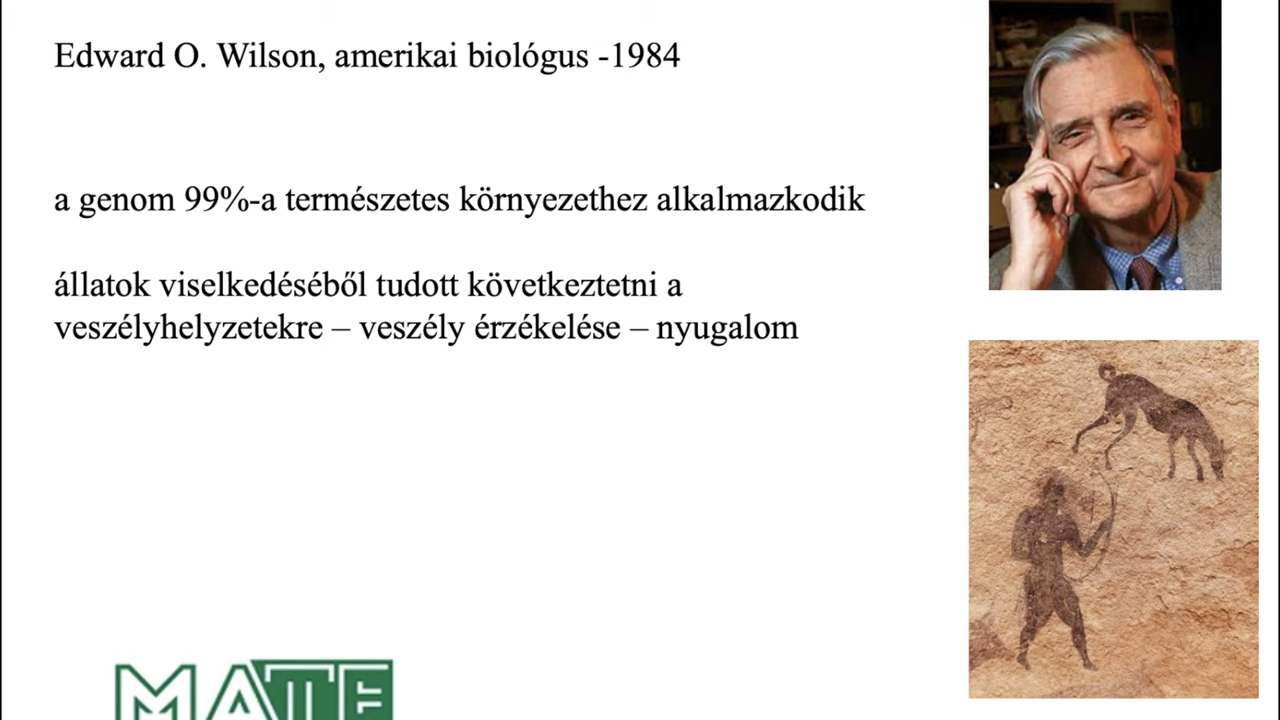 Edward O. Wilson, amerikai biológus -1984
a genom 99%-a természetes környezethez alkalmazkodik
állatok viselkedéséből tudott következtetni a
veszélyhelyzetekre – veszély érzékelése – nyugalom
MATE